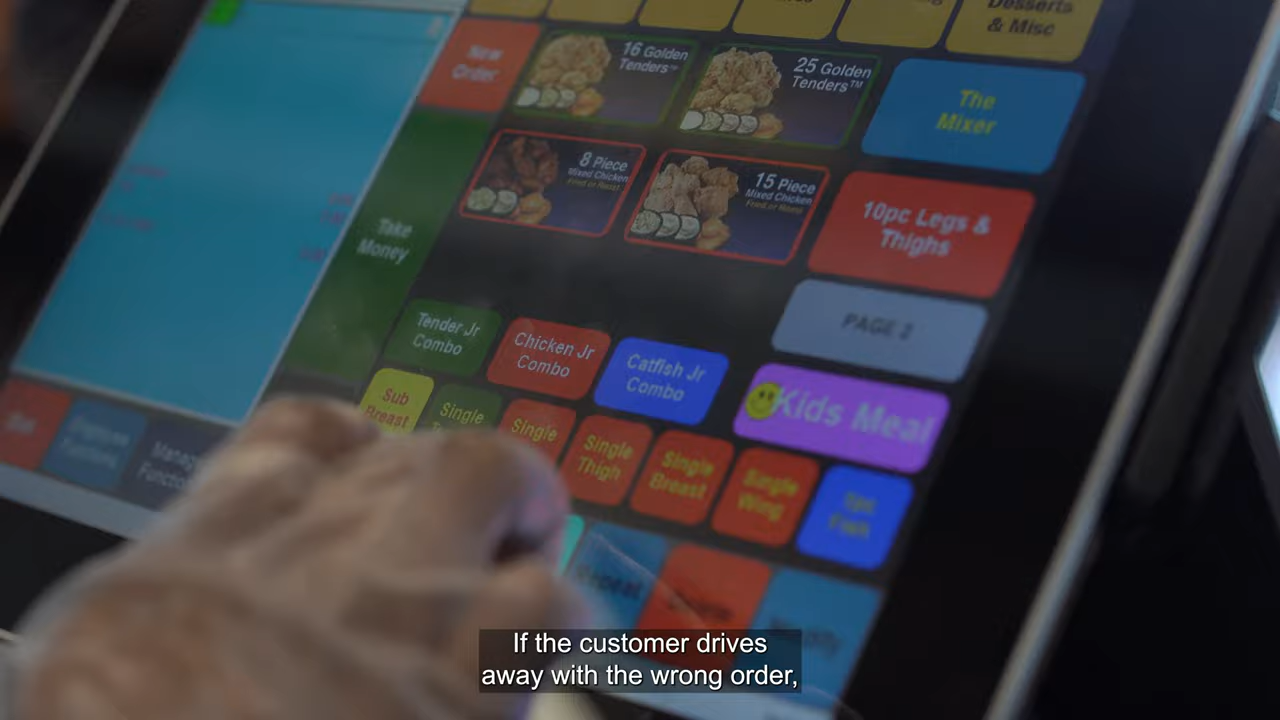 Desserts
& Misc
New
Order
16 Golden
Tenders™
25 Golden
Tenders™
The
Mixer
8 Piece
Mixed Chicken
Fried or Roast
15 Piece
Mixed Chicken
Fried or Roast
10pc Legs &
Thighs
Take
Money
PAGE 2
Tender Jr
Combo
Chicken Jr
Combo
Catfish Jr
Combo
Kids Meal
Sub
Breast
Single
Single
Single
Thigh
Single
Breast
Single
Wing
Fish
Repeat
If the customer drives
away with the wrong order,